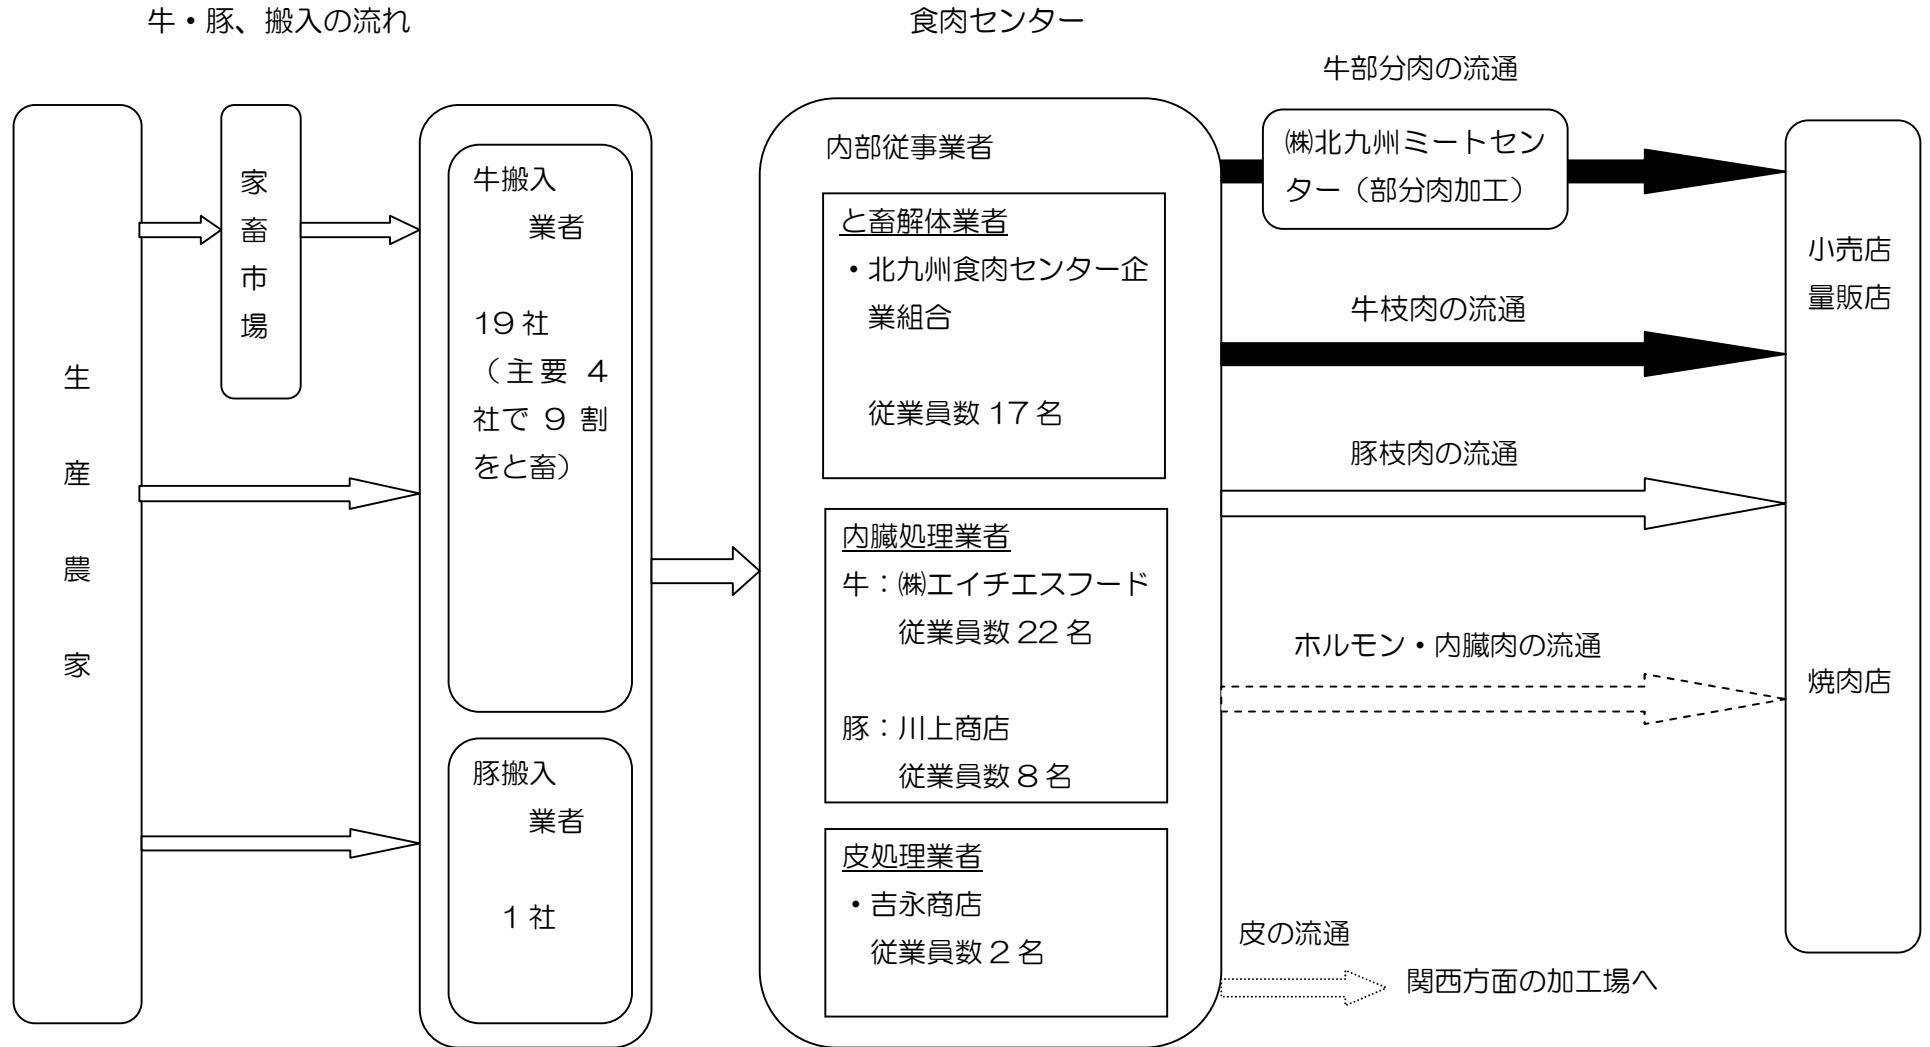 牛・豚、搬入の流れ
食肉センター
生産農家
家畜市場
牛搬入
業者
19社
（主要 4
社で 9 割
をと畜）
豚搬入
業者
1社
内部従事業者
と畜解体業者
・北九州食肉センター企
業組合
従業員数 17名
内臓処理業者
牛：㈱エイチエスフード
従業員数 22名
豚：川上商店
従業員数 8名
皮処理業者
・吉永商店
従業員数 2名
牛部分肉の流通
㈱北九州ミートセン
ター（部分肉加工）
牛枝肉の流通
豚枝肉の流通
ホルモン・内臓肉の流通
皮の流通
関西方面の加工場へ
小売店
量販店
焼肉店